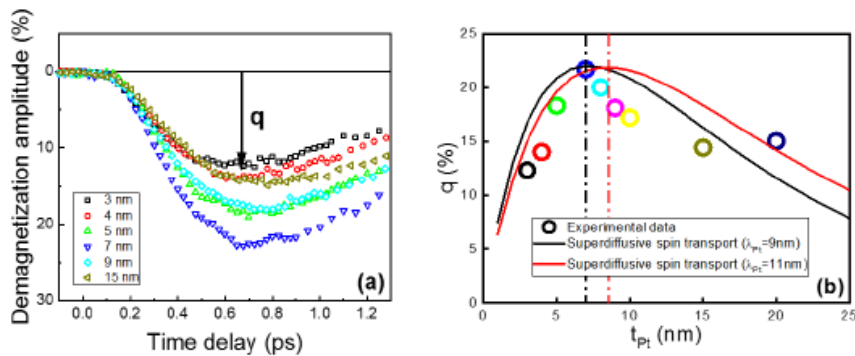 Demagnetization amplitude (%)
0
10
20
30
q
3 nm
4 nm
5 nm
7 nm
9 nm
15 nm
(a)
0.0
0.2
0.4
0.6
0.8
1.0
1.2
Time delay (ps)
q (%)
25
20
15
10
5
0
Experimental data
Superdiffusive spin transport (λPt=9nm)
Superdiffusive spin transport (λPt=11nm)
(b)
0
5
10
15
20
25
tPt (nm)